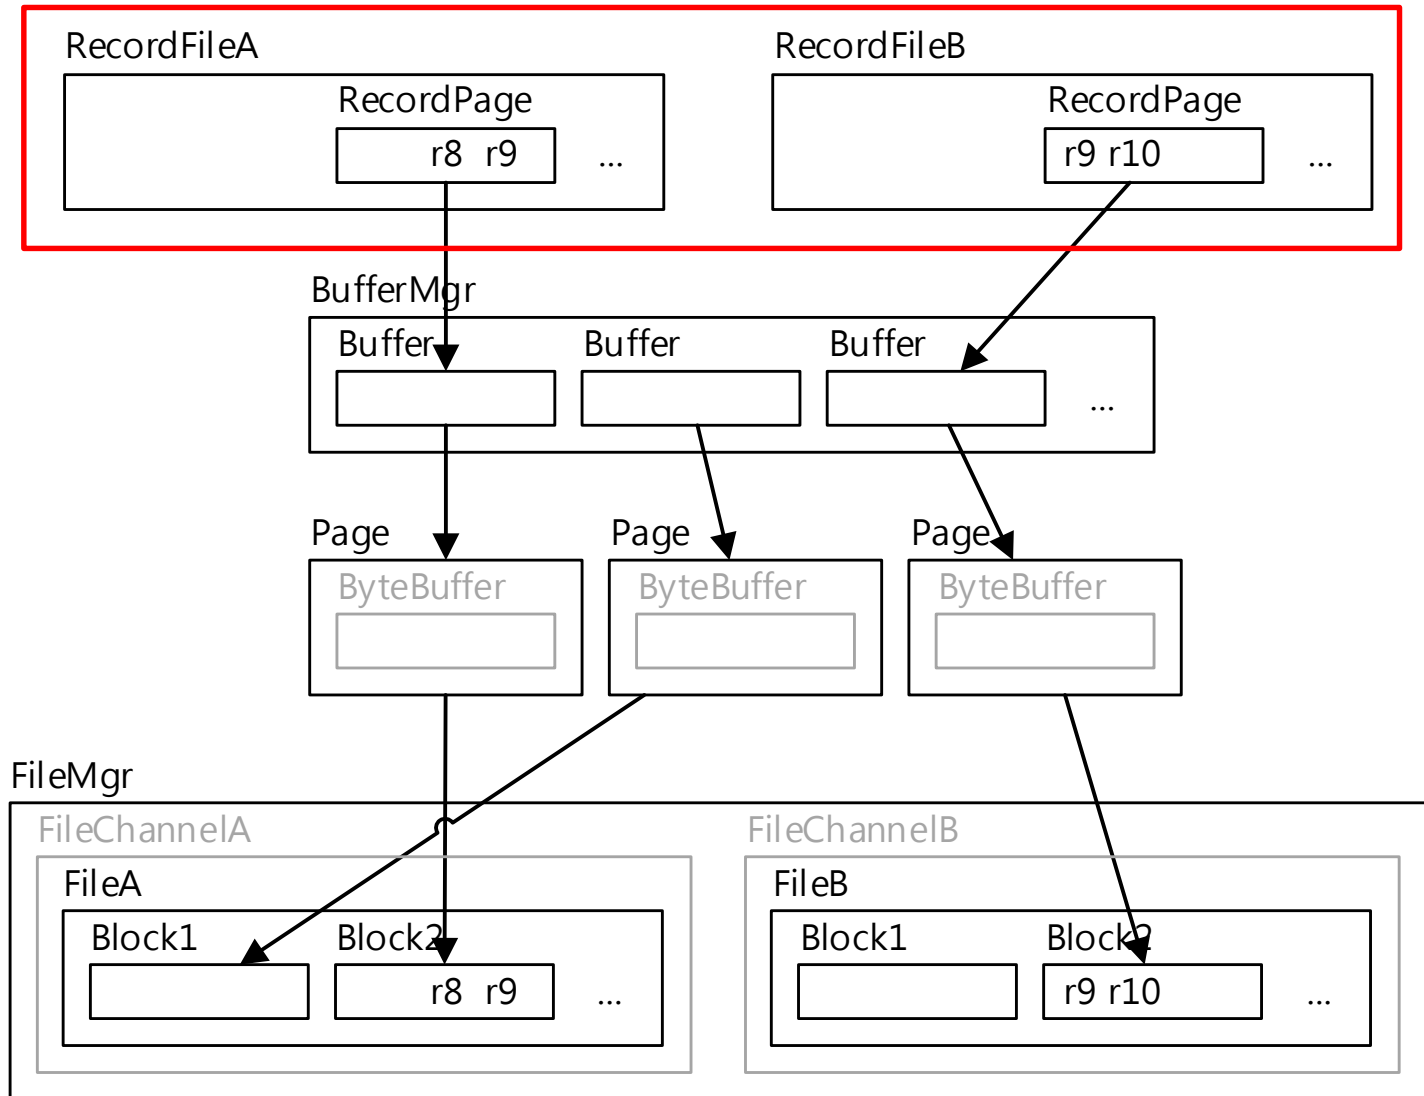 RecordFileA RecordFileB
RecordPage RecordPage
r8 r9 ... r9 r10 ...
BufferMgr
Buffer Buffer Buffer
...
Page Page Page
ByteBuffer ByteBuffer ByteBuffer
FileMgr
FileChannelA FileChannelB
FileA FileB
Block1 Block2 Block1 Block2
r8 r9 ... r9 r10 ...